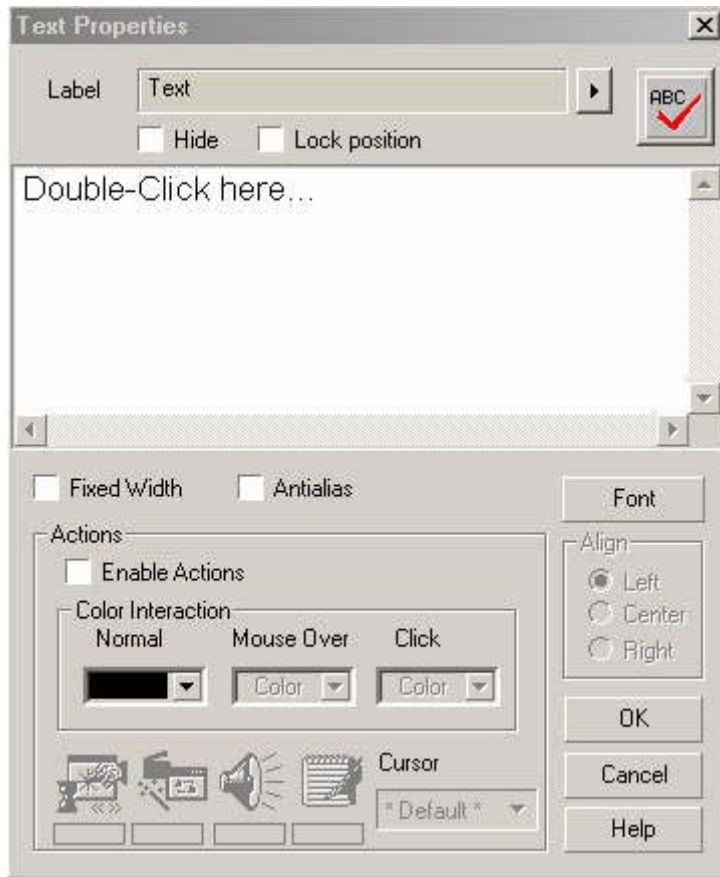 Text Properties
Label Text
ABC
Hide Lock position
Double-Click here...
Fixed Width Antialias
Font
Actions
Enable Actions
Align
Left
Center
Right
Color Interaction
Normal Mouse Over Click
Color Color
OK
Cursor
Cancel
* Default *
Help